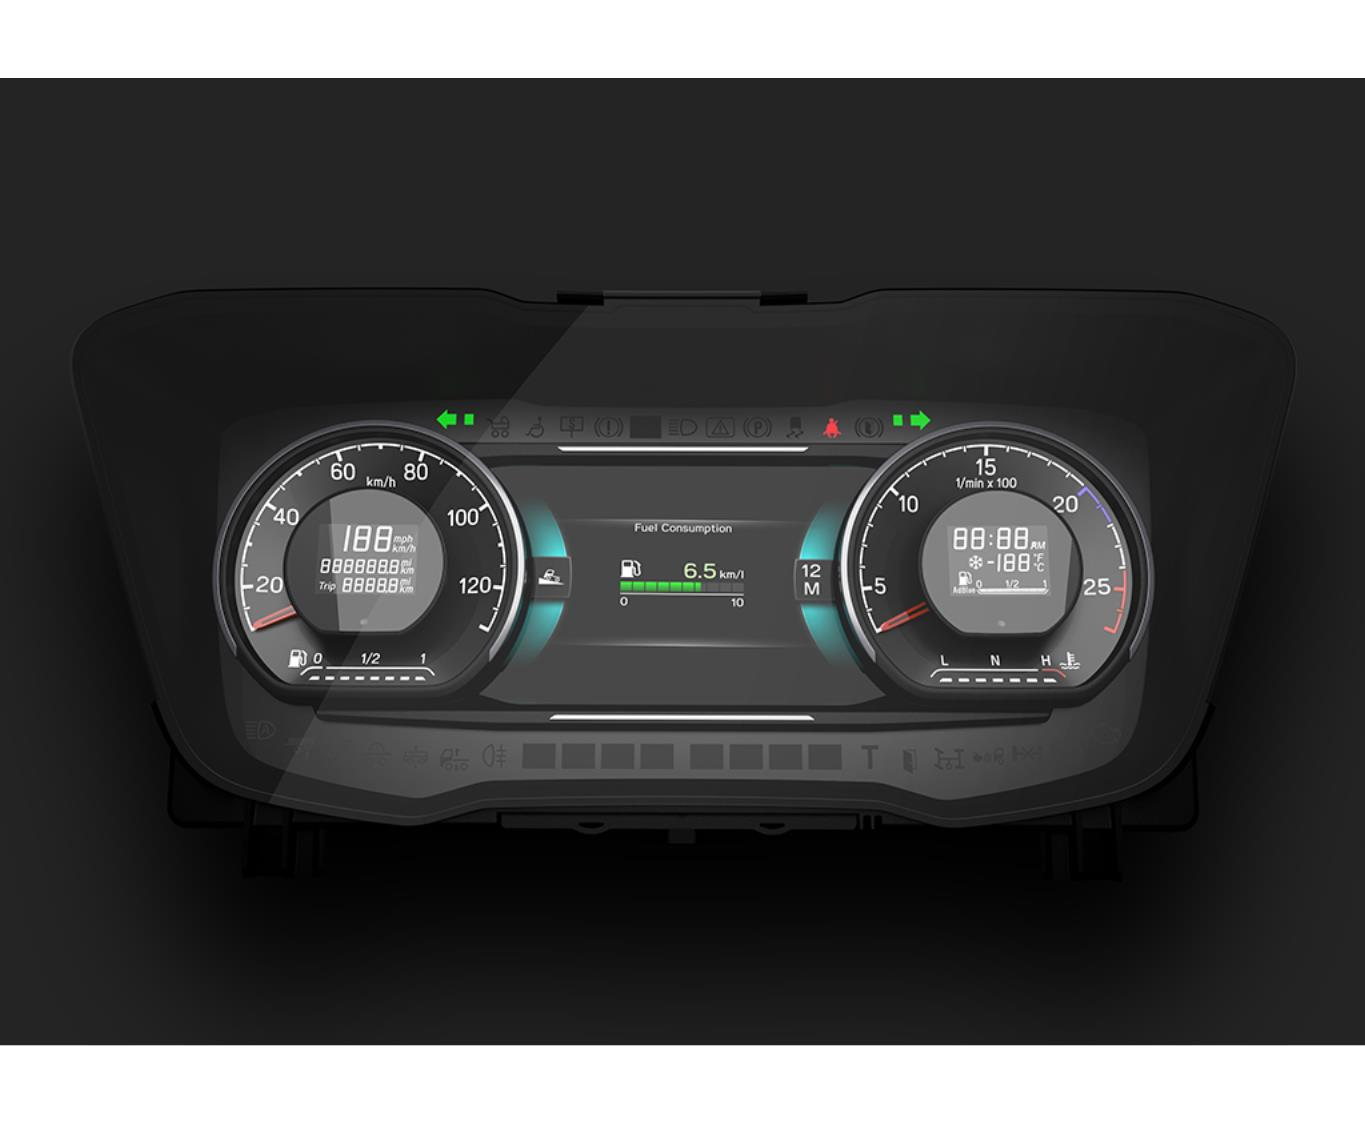 60
80
km/h
40
100
20
120
188 mph
km/h
888888.8 mi
km
Trip 8888.8 mi
km
0 1/2 1
Fuel Consumption
6.5 km/l
0 10
12
M
15
1/min x 100
10
20
5
25
88:88 AM
-188 °F
°C
0 1/2 1
AdBlue
L N H
P
A
T